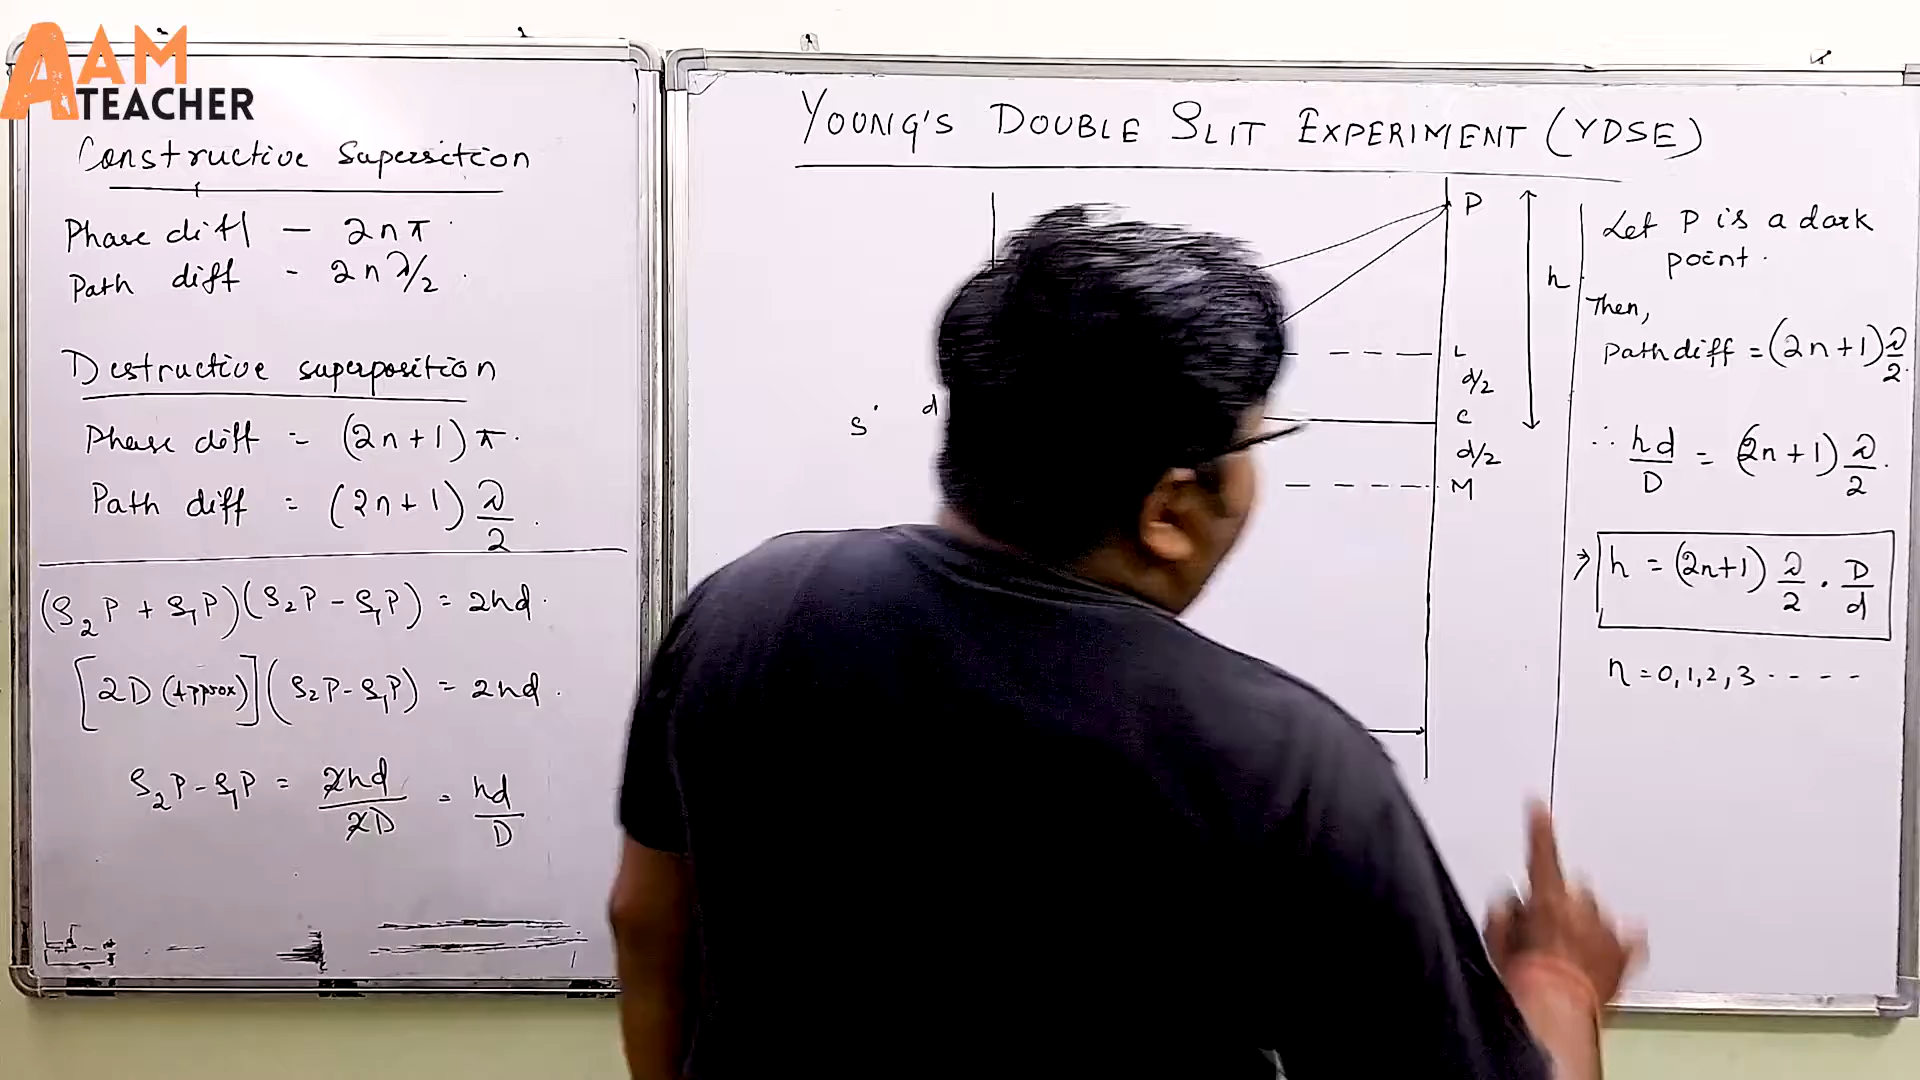 AAM
TEACHER
Constructive Supersition
Phase diff — 2nπ
Path diff - 2nλ/2
Destructive superposition
Phase diff = (2n+1)π.
Path diff = (2n+1) λ/2.
(S₂P + S₁P)(S₂P - S₁P) = 2hd.
[2D (Approx)](S₂P - S₁P) = 2hd.
S₂P - S₁P = 2hd/2D = hd/D
YOUNG'S DOUBLE SLIT EXPERIMENT (YDSE)
P
h
L
d/2
S
d
C
d/2
M
Let P is a dark
point.
Then,
Path diff = (2n+1) λ/2.
∴ hd/D = (2n+1) λ/2.
⇒ h = (2n+1) λ/2 . D/d
n = 0, 1, 2, 3 - - - -